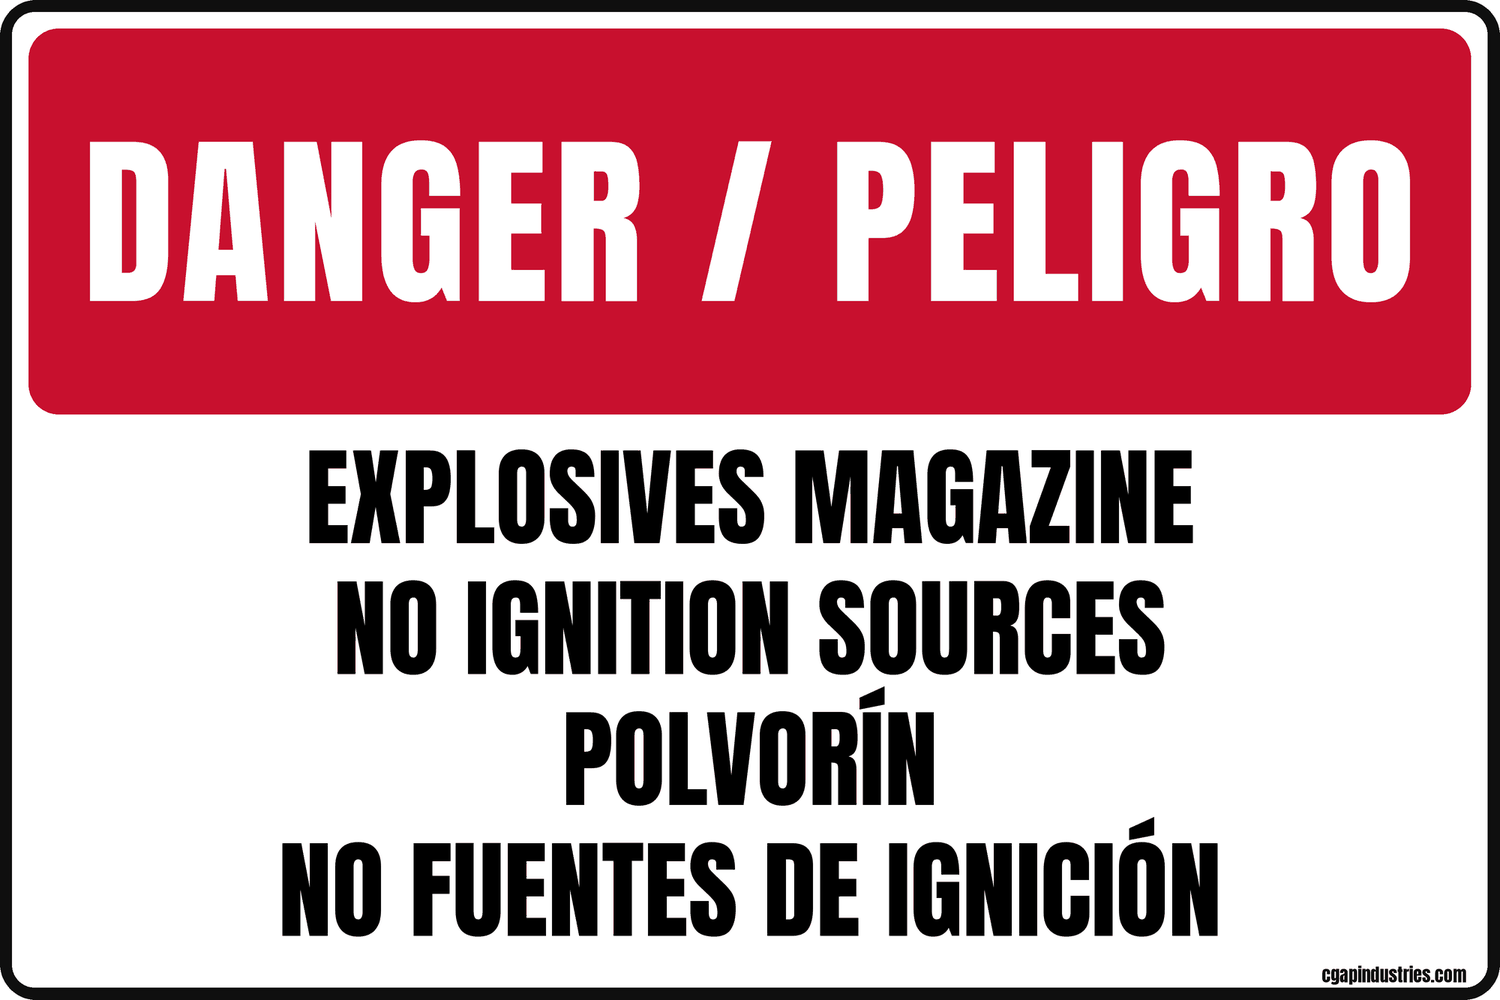 DANGER / PELIGRO
EXPLOSIVES MAGAZINE
NO IGNITION SOURCES
POLVORÍN
NO FUENTES DE IGNICIÓN
cgapindustries.com